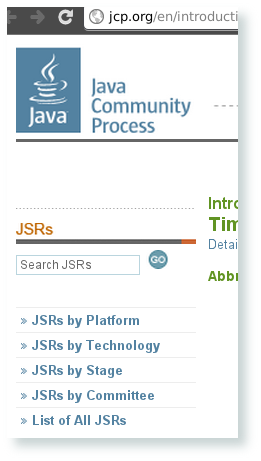 jcp.org/en/introducti
Java
Java
Community
Process
Intro
JSRs
Tim
Detai
Search JSRs
GO
Abbr
» JSRs by Platform
» JSRs by Technology
» JSRs by Stage
» JSRs by Committee
» List of All JSRs